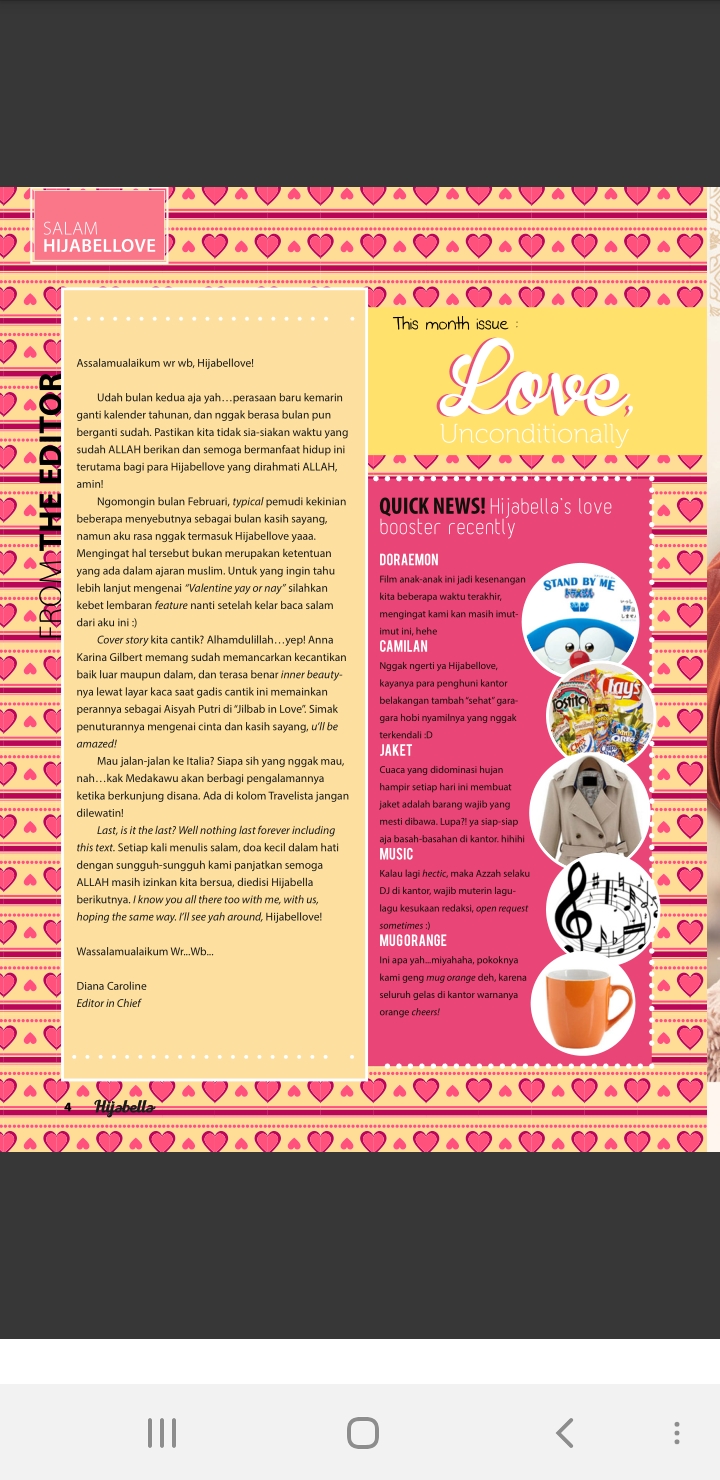 SALAM
HIJABELLOVE
FROM THE EDITOR
Assalamualaikum wr wb, Hijabellove!
Udah bulan kedua aja yah…perasaan baru kemarin
ganti kalender tahunan, dan nggak berasa bulan pun
berganti sudah. Pastikan kita tidak sia-siakan waktu yang
sudah ALLAH berikan dan semoga bermanfaat hidup ini
terutama bagi para Hijabellove yang dirahmati ALLAH,
amin!
Ngomongin bulan Februari, typical pemudi kekinian
beberapa menyebutnya sebagai bulan kasih sayang,
namun aku rasa nggak termasuk Hijabellove yaaa.
Mengingat hal tersebut bukan merupakan ketentuan
yang ada dalam ajaran muslim. Untuk yang ingin tahu
lebih lanjut mengenai “Valentine yay or nay” silahkan
kebet lembaran feature nanti setelah kelar baca salam
dari aku ini :)
Cover story kita cantik? Alhamdulillah…yep! Anna
Karina Gilbert memang sudah memancarkan kecantikan
baik luar maupun dalam, dan terasa benar inner beauty-
nya lewat layar kaca saat gadis cantik ini memainkan
perannya sebagai Aisyah Putri di “Jilbab in Love”. Simak
penuturannya mengenai cinta dan kasih sayang, u’ll be
amazed!
Mau jalan-jalan ke Italia? Siapa sih yang nggak mau,
nah…kak Medakawu akan berbagi pengalamannya
ketika berkunjung disana. Ada di kolom Travelista jangan
dilewatin!
Last, is it the last? Well nothing last forever including
this text. Setiap kali menulis salam, doa kecil dalam hati
dengan sungguh-sungguh kami panjatkan semoga
ALLAH masih izinkan kita bersua, diedisi Hijabella
berikutnya. I know you all there too with me, with us,
hoping the same way. I’ll see yah around, Hijabellove!
Wassalamualaikum Wr...Wb...
Diana Caroline
Editor in Chief
This month issue :
Love,
Unconditionally
QUICK NEWS! Hijabella's love
booster recently
DORAEMON
Film anak-anak ini jadi kesenangan
kita beberapa waktu terakhir,
mengingat kami kan masih imut-
imut ini, hehe
STAND BY ME
CAMILAN
Nggak ngerti ya Hijabellove,
kayanya para penghuni kantor
belakangan tambah “sehat” gara-
gara hobi nyamilnya yang nggak
terkendali :D
Tostitos
Lay's
Chex Mix
OREO
JAKET
Cuaca yang didominasi hujan
hampir setiap hari ini membuat
jaket adalah barang wajib yang
mesti dibawa. Lupa?! ya siap-siap
aja basah-basahan di kantor. hihihi
MUSIC
Kalau lagi hectic, maka Azzah selaku
DJ di kantor, wajib muterin lagu-
lagu kesukaan redaksi, open request
sometimes :)
MUG ORANGE
Ini apa yah...miyahaha, pokoknya
kami geng mug orange deh, karena
seluruh gelas di kantor warnanya
orange cheers!
4 Hijabella